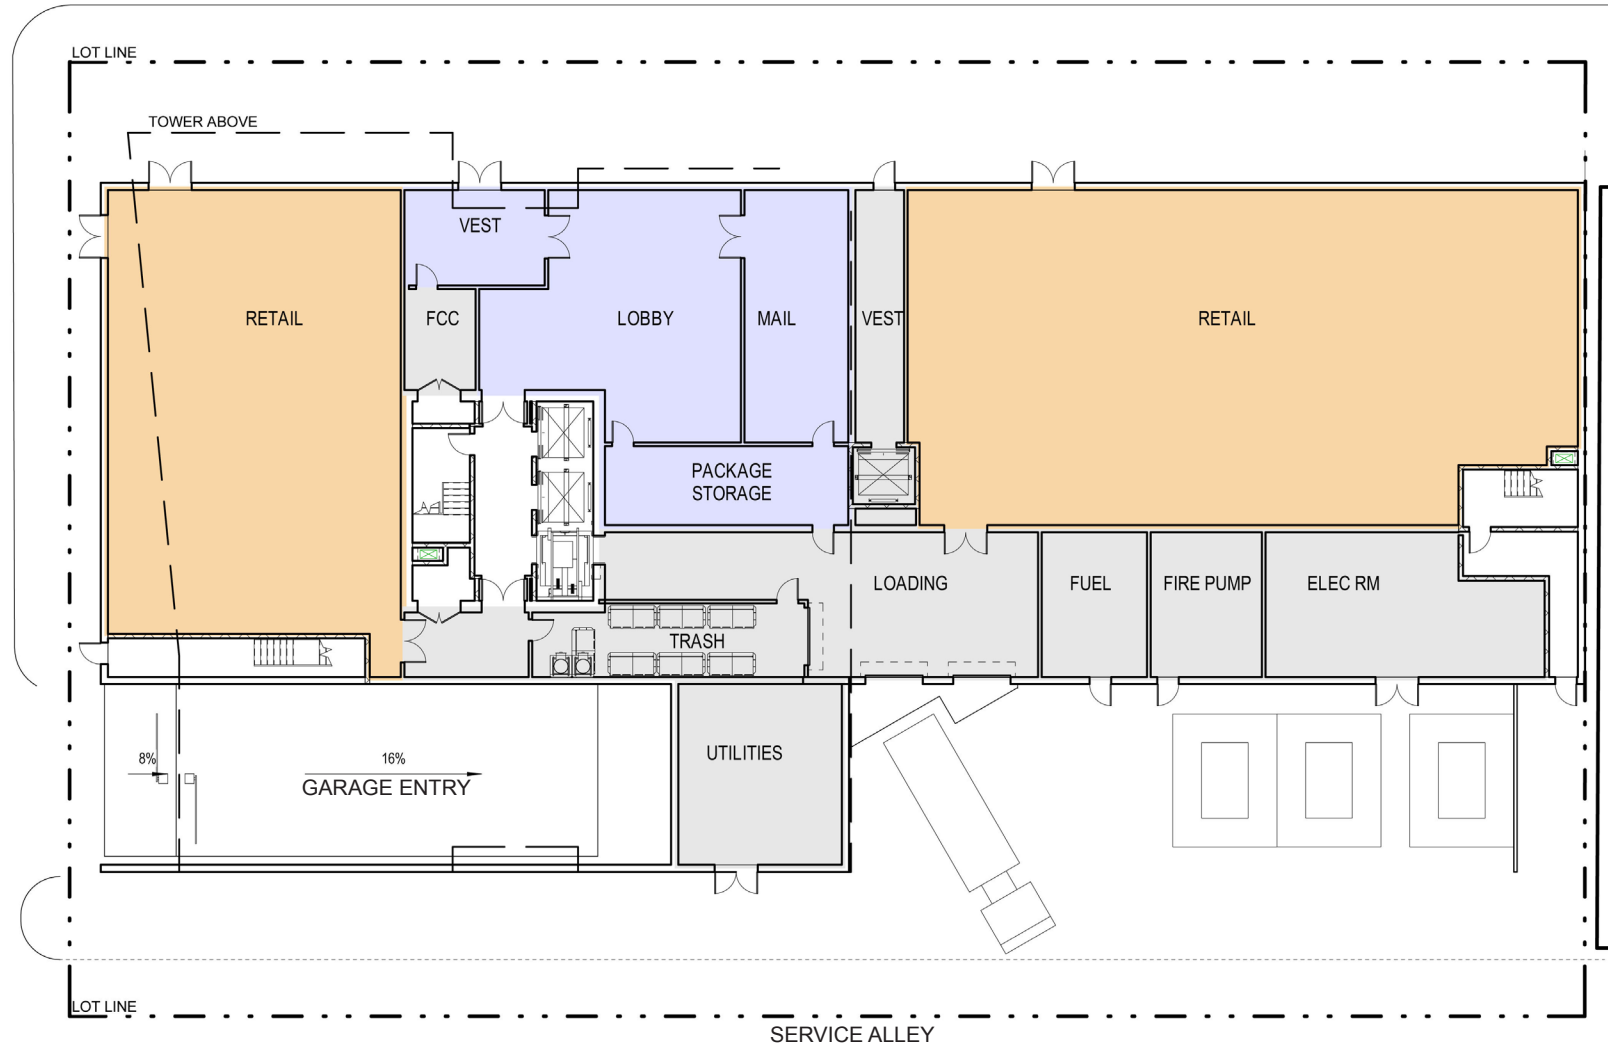 LOT LINE
TOWER ABOVE
VEST
RETAIL
FCC
LOBBY
MAIL
VEST
RETAIL
PACKAGE
STORAGE
LOADING
FUEL
FIRE PUMP
ELEC RM
TRASH
UTILITIES
8%
16%
GARAGE ENTRY
LOT LINE
SERVICE ALLEY